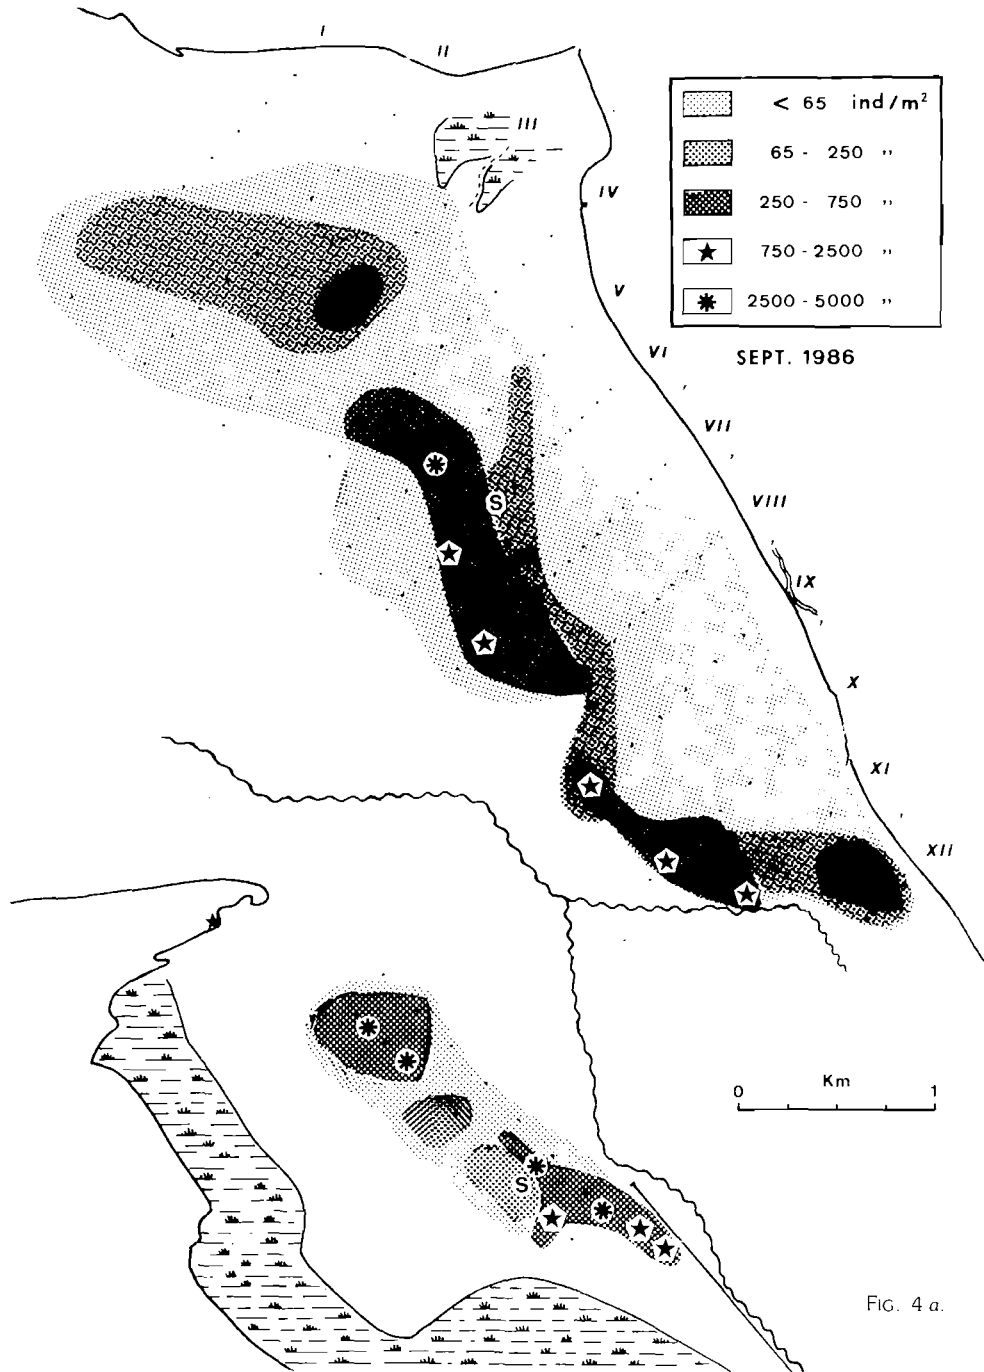 I
II
III
IV
V
VI
VII
VIII
IX
X
XI
XII
< 65 ind/m²
65 - 250 ,,
250 - 750 ,,
750 - 2500 ,,
2500 - 5000 ,,
SEPT. 1986
S
S
Km
0 1
FIG. 4 a.